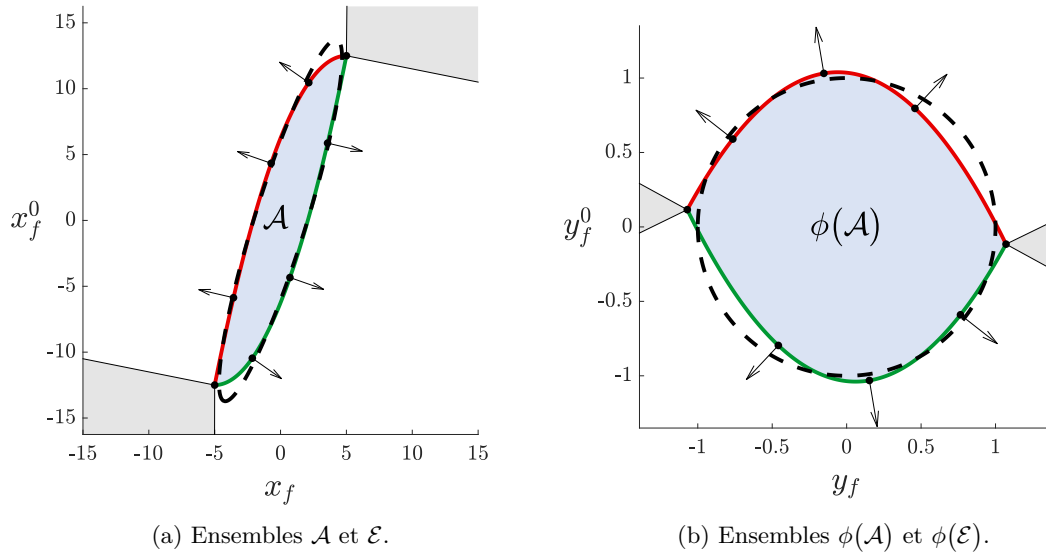 15
10
5
0
-5
-10
-15
x_f^0
𝒜
-15 -10 -5 0 5 10 15
x_f
(a) Ensembles 𝒜 et ℰ.
1
0.5
0
-0.5
-1
y_f^0
ϕ(𝒜)
-1 -0.5 0 0.5 1
y_f
(b) Ensembles ϕ(𝒜) et ϕ(ℰ).